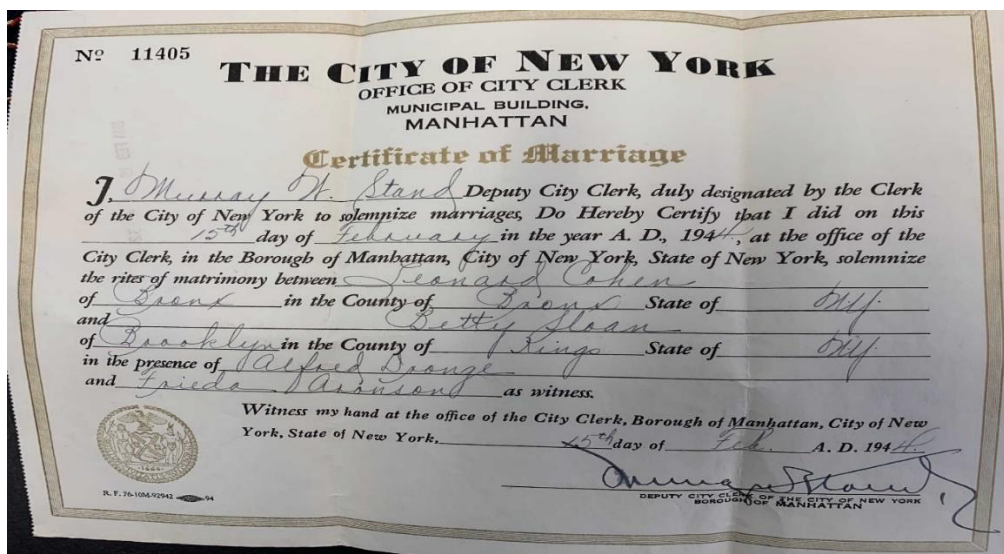 Nº 11405
THE CITY OF NEW YORK
OFFICE OF CITY CLERK
MUNICIPAL BUILDING,
MANHATTAN
Certificate of Marriage
I, Murray W. Stand Deputy City Clerk, duly designated by the Clerk
of the City of New York to solemnize marriages, Do Hereby Certify that I did on this
15th day of February in the year A. D., 1944, at the office of the
City Clerk, in the Borough of Manhattan, City of New York, State of New York, solemnize
the rites of matrimony between Leonard Cohen
of Bronx in the County of Bronx State of NY.
and Betty Sloan
of Brooklyn in the County of Kings State of NY.
in the presence of Alfred
and Frieda Aronson as witness.
Witness my hand at the office of the City Clerk, Borough of Manhattan, City of New
York, State of New York, 15th day of Feb. A. D. 1944.
DEPUTY CITY CLERK OF THE CITY OF NEW YORK
BOROUGH OF MANHATTAN
R. F. 76-10M-92942 94